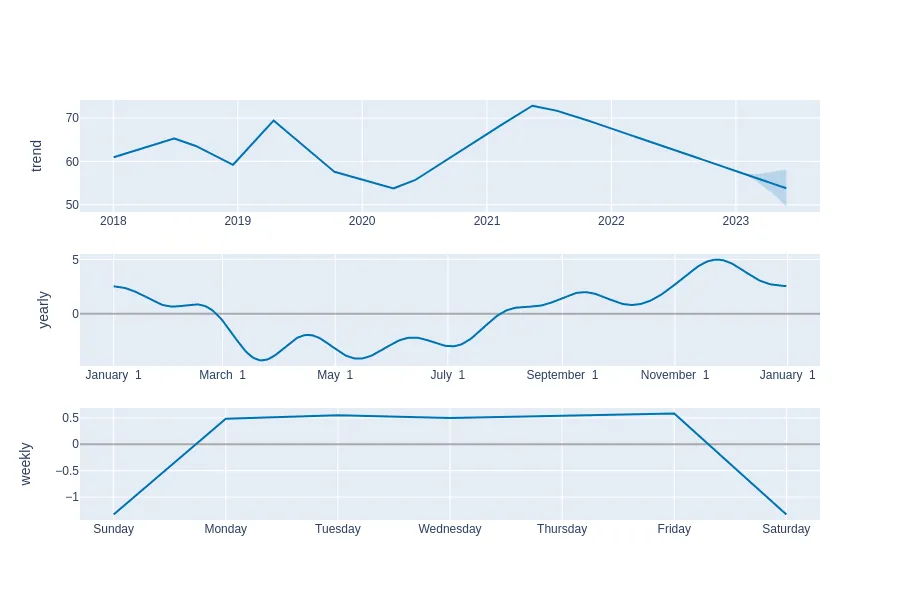 trend
70
60
50
2018 2019 2020 2021 2022 2023
yearly
5
0
January 1 March 1 May 1 July 1 September 1 November 1 January 1
weekly
0.5
0
−0.5
−1
Sunday Monday Tuesday Wednesday Thursday Friday Saturday